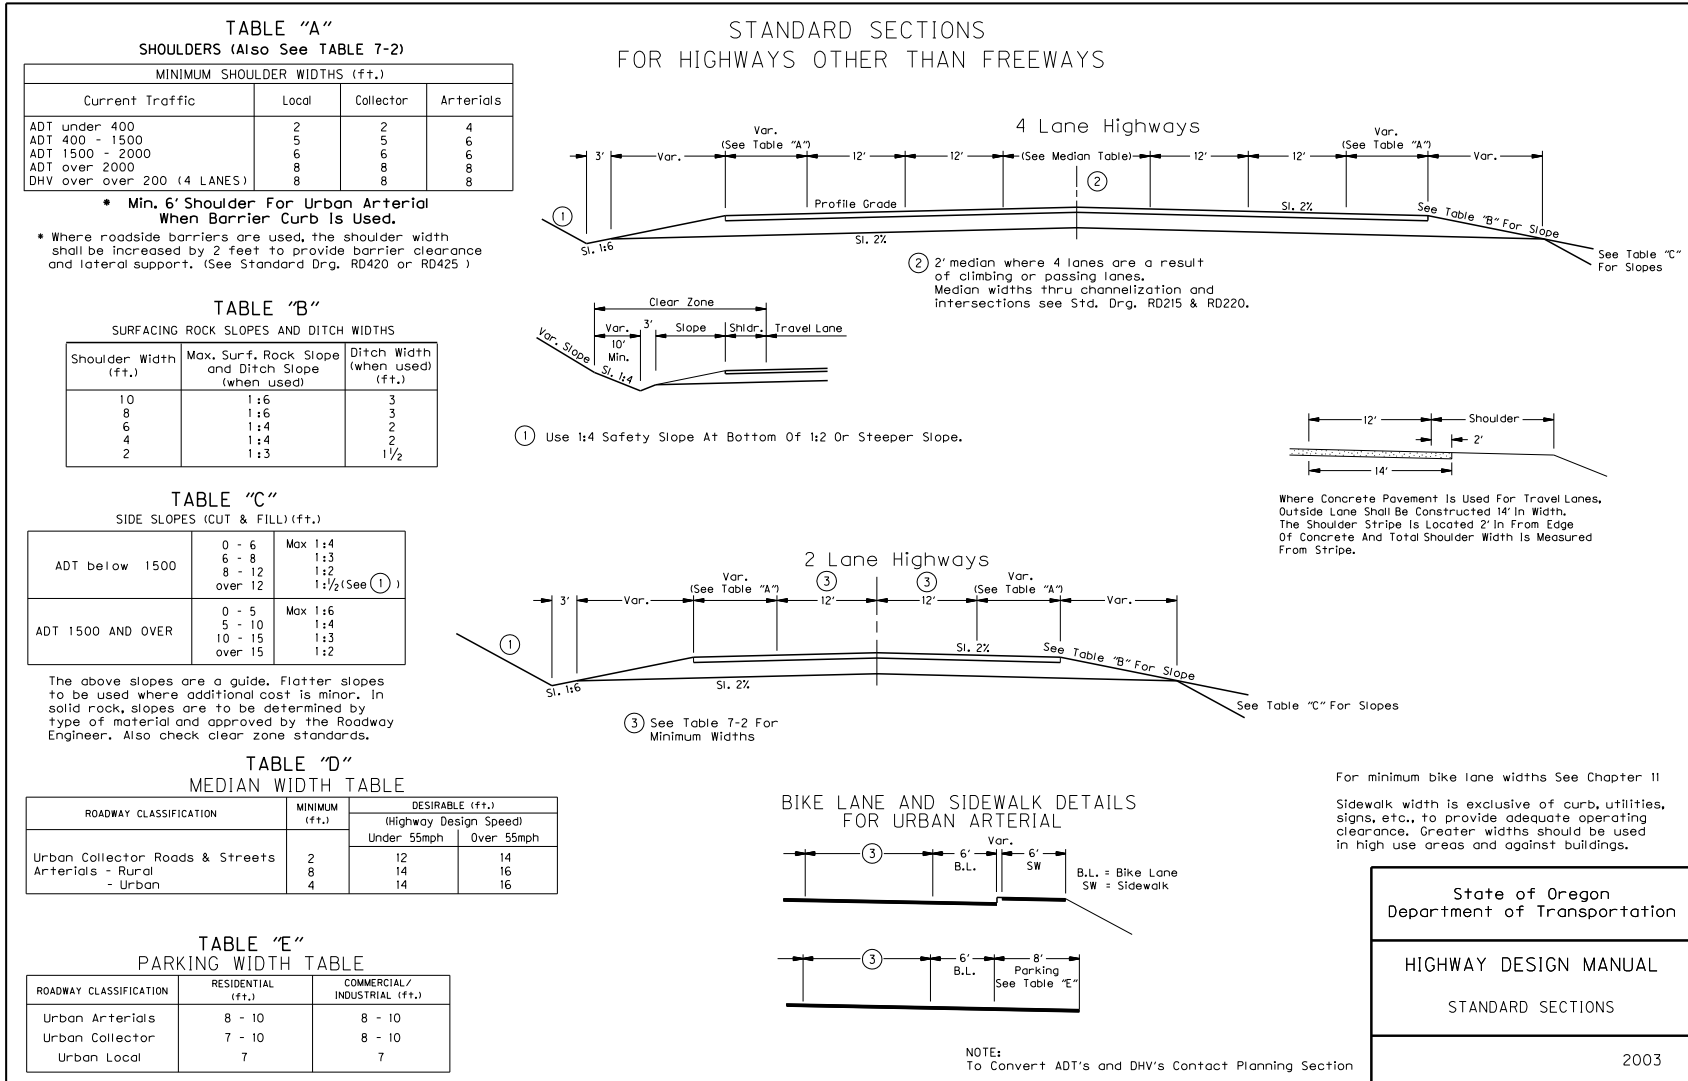 TABLE "A"
SHOULDERS (Also See TABLE 7-2)
MINIMUM SHOULDER WIDTHS (ft.)
Current Traffic Local Collector Arterials
ADT under 400 2 2 4
ADT 400 - 1500 5 5 6
ADT 1500 - 2000 6 6 6
ADT over 2000 8 8 8
DHV over over 200 (4 LANES) 8 8 8
* Min. 6' Shoulder For Urban Arterial
When Barrier Curb Is Used.
* Where roadside barriers are used, the shoulder width
shall be increased by 2 feet to provide barrier clearance
and lateral support. (See Standard Drg. RD420 or RD425 )
TABLE "B"
SURFACING ROCK SLOPES AND DITCH WIDTHS
Shoulder Width Max. Surf. Rock Slope Ditch Width
(ft.) and Ditch Slope (when used)
(when used) (ft.)
10 1:6 3
8 1:6 3
6 1:4 2
4 1:4 2
2 1:3 1 1/2
TABLE "C"
SIDE SLOPES (CUT & FILL) (ft.)
ADT below 1500
0 - 6 Max 1:4
6 - 8 1:3
8 - 12 1:2
over 12 1:1/2 (See 1 )
ADT 1500 AND OVER
0 - 5 Max 1:6
5 - 10 1:4
10 - 15 1:3
over 15 1:2
The above slopes are a guide. Flatter slopes
to be used where additional cost is minor. In
solid rock, slopes are to be determined by
type of material and approved by the Roadway
Engineer. Also check clear zone standards.
TABLE "D"
MEDIAN WIDTH TABLE
ROADWAY CLASSIFICATION MINIMUM (ft.) DESIRABLE (ft.)
(Highway Design Speed)
Under 55mph Over 55mph
Urban Collector Roads & Streets 2 12 14
Arterials - Rural 8 14 16
- Urban 4 14 16
TABLE "E"
PARKING WIDTH TABLE
ROADWAY CLASSIFICATION RESIDENTIAL COMMERCIAL/
(ft.) INDUSTRIAL (ft.)
Urban Arterials 8 - 10 8 - 10
Urban Collector 7 - 10 8 - 10
Urban Local 7 7
STANDARD SECTIONS
FOR HIGHWAYS OTHER THAN FREEWAYS
4 Lane Highways
Var. Var.
(See Table "A") (See Table "A")
3' Var. 12' 12' (See Median Table) 12' 12' Var.
2
1
Profile Grade
Sl. 2%
See Table "B" For Slope
Sl. 1:6
Sl. 2%
See Table "C"
For Slopes
2 2' median where 4 lanes are a result
of climbing or passing lanes.
Median widths thru channelization and
intersections see Std. Drg. RD215 & RD220.
Clear Zone
Var. 3' Slope Shldr. Travel Lane
10'
Min.
Var. Slope
Sl. 1:4
1 Use 1:4 Safety Slope At Bottom Of 1:2 Or Steeper Slope.
12' Shoulder
2'
14'
Where Concrete Pavement Is Used For Travel Lanes,
Outside Lane Shall Be Constructed 14' In Width.
The Shoulder Stripe Is Located 2' In From Edge
Of Concrete And Total Shoulder Width Is Measured
From Stripe.
2 Lane Highways
Var. 3 3 Var.
(See Table "A") (See Table "A")
3' Var. 12' 12' Var.
1
Sl. 2%
See Table "B" For Slope
Sl. 1:6
Sl. 2%
See Table "C" For Slopes
3 See Table 7-2 For
Minimum Widths
BIKE LANE AND SIDEWALK DETAILS
FOR URBAN ARTERIAL
Var.
3 6' 6'
B.L. SW
B.L. = Bike Lane
SW = Sidewalk
3 6' 8'
B.L. Parking
See Table "E"
NOTE:
To Convert ADT's and DHV's Contact Planning Section
For minimum bike lane widths See Chapter 11
Sidewalk width is exclusive of curb, utilities,
signs, etc., to provide adequate operating
clearance. Greater widths should be used
in high use areas and against buildings.
State of Oregon
Department of Transportation
HIGHWAY DESIGN MANUAL
STANDARD SECTIONS
2003